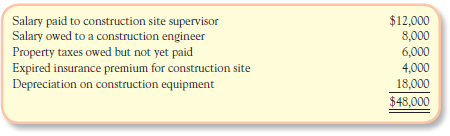 Salary paid to construction site supervisor $12,000
Salary owed to a construction engineer 8,000
Property taxes owed but not yet paid 6,000
Expired insurance premium for construction site 4,000
Depreciation on construction equipment 18,000
$48,000